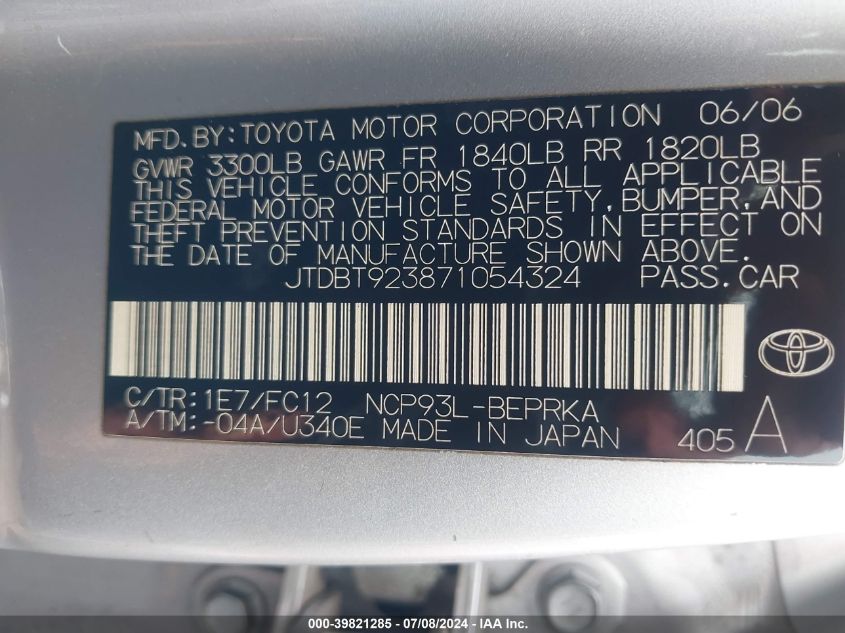 MFD.BY:TOYOTA MOTOR CORPORATION 06/06
GVWR 3300LB GAWR FR 1840LB RR 1820LB
THIS VEHICLE CONFORMS TO ALL APPLICABLE
FEDERAL MOTOR VEHICLE SAFETY,BUMPER,AND
THEFT PREVENTION STANDARDS IN EFFECT ON
THE DATE OF MANUFACTURE SHOWN ABOVE.
JTDBT923871054324 PASS.CAR
C/TR:1E7/FC12 NCP93L-BEPRKA
A/TM:-04A/U340E MADE IN JAPAN 405 A
000-39821285 - 07/08/2024 - IAAI Inc.